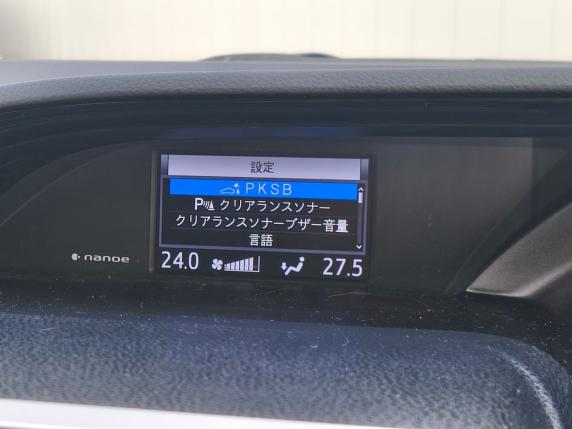 設定
PKSB
P クリアランスソナー
クリアランスソナーブザー音量
言語
nanoe
24.0 27.5